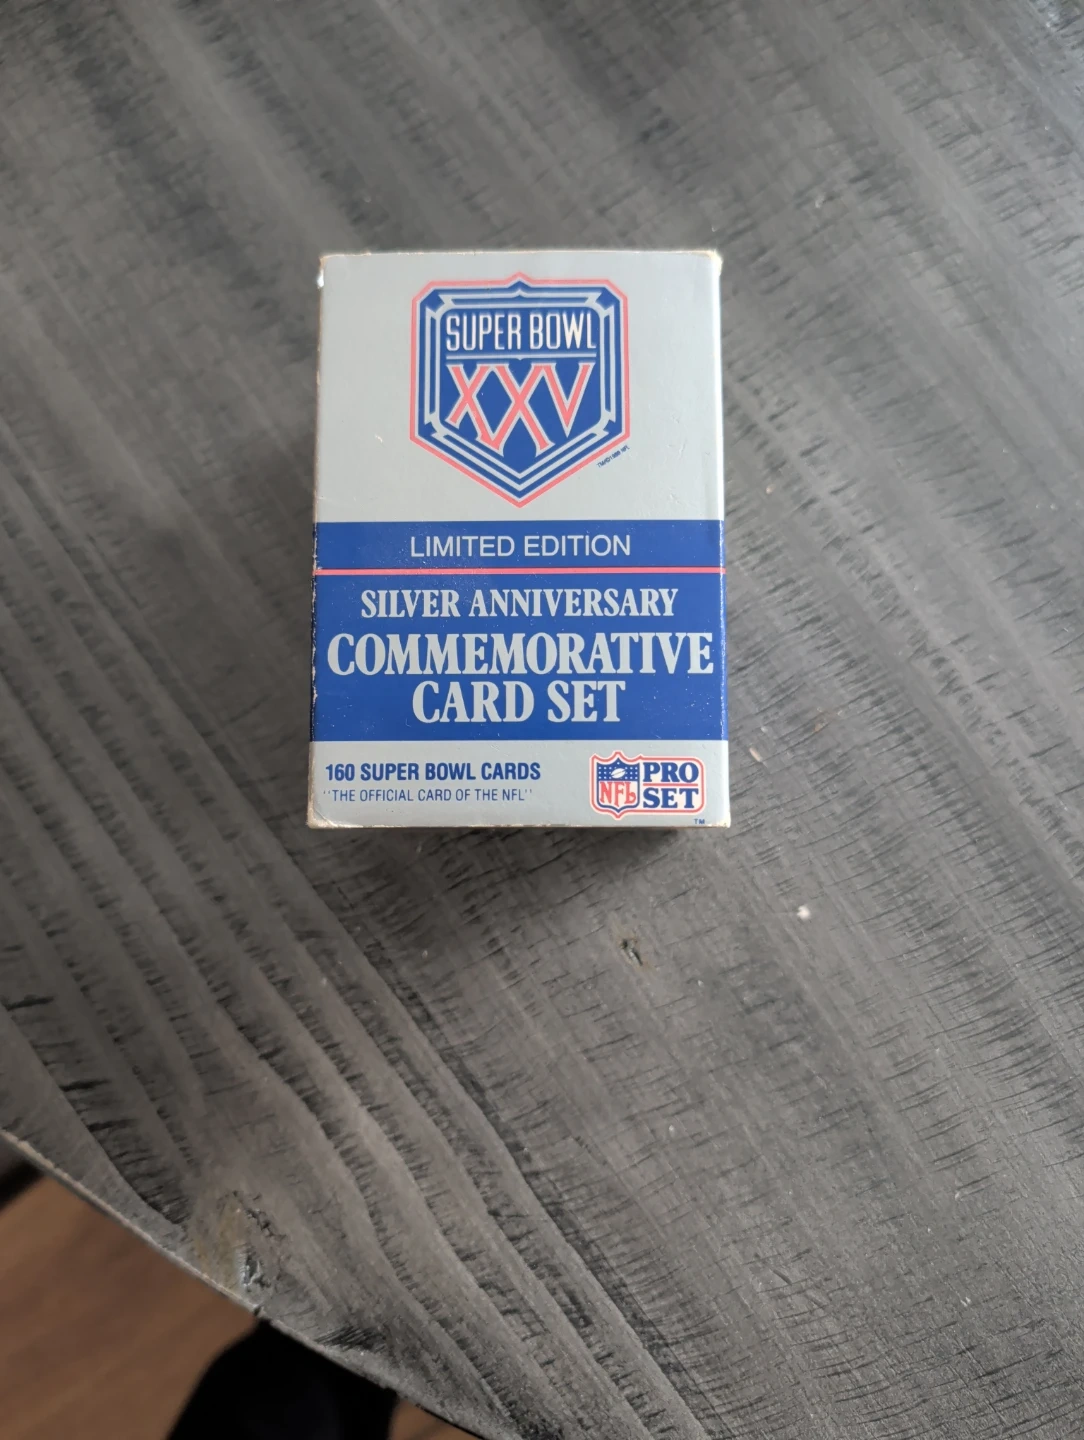 SUPER BOWL
XXV
LIMITED EDITION
SILVER ANNIVERSARY
COMMEMORATIVE
CARD SET
160 SUPER BOWL CARDS
"THE OFFICIAL CARD OF THE NFL"
NFL
PRO
SET
TM